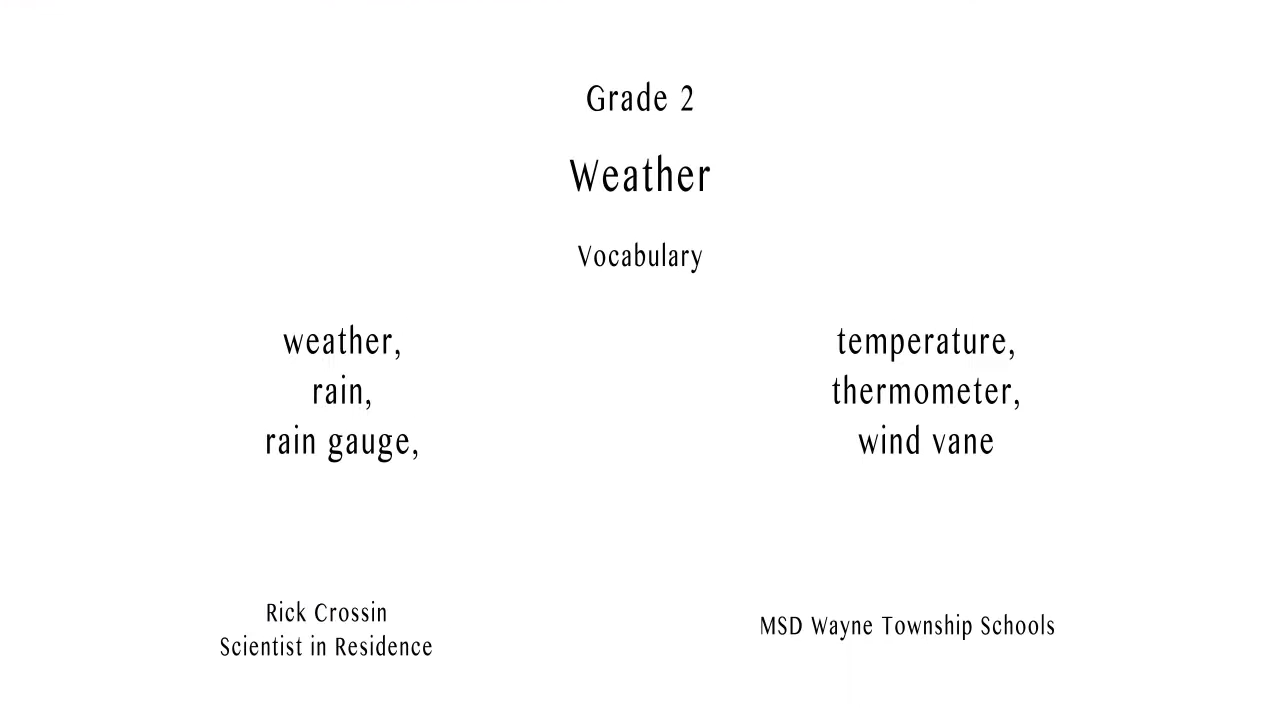 Grade 2
Weather
Vocabulary
weather,
rain,
rain gauge,
temperature,
thermometer,
wind vane
Rick Crossin
Scientist in Residence
MSD Wayne Township Schools